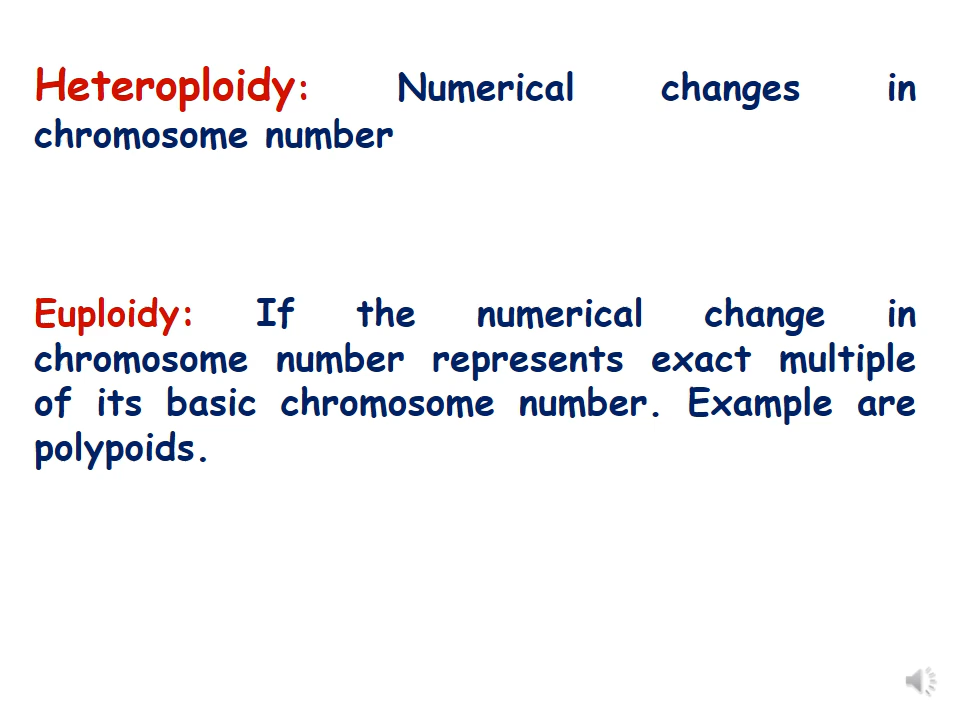 Heteroploidy: Numerical changes in
chromosome number
Euploidy: If the numerical change in
chromosome number represents exact multiple
of its basic chromosome number. Example are
polypoids.